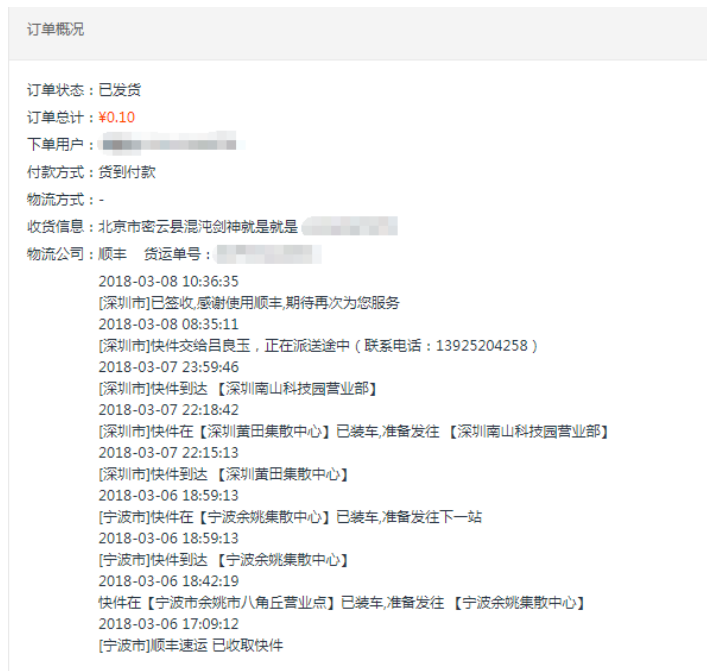 订单概况
订单状态：已发货
订单总计：¥0.10
下单用户：
付款方式：货到付款
物流方式：-
收货信息：北京市密云县混沌剑神就是就是
物流公司：顺丰 货运单号：
2018-03-08 10:36:35
[深圳市]已签收,感谢使用顺丰,期待再次为您服务
2018-03-08 08:35:11
[深圳市]快件交给吕良玉，正在派送途中（联系电话：13925204258）
2018-03-07 23:59:46
[深圳市]快件到达 【深圳南山科技园营业部】
2018-03-07 22:18:42
[深圳市]快件在【深圳黄田集散中心】已装车,准备发往 【深圳南山科技园营业部】
2018-03-07 22:15:13
[深圳市]快件到达 【深圳黄田集散中心】
2018-03-06 18:59:13
[宁波市]快件在【宁波余姚集散中心】已装车,准备发往下一站
2018-03-06 18:59:13
[宁波市]快件到达 【宁波余姚集散中心】
2018-03-06 18:42:19
快件在【宁波市余姚市八角丘营业点】已装车,准备发往 【宁波余姚集散中心】
2018-03-06 17:09:12
[宁波市]顺丰速运 已收取快件